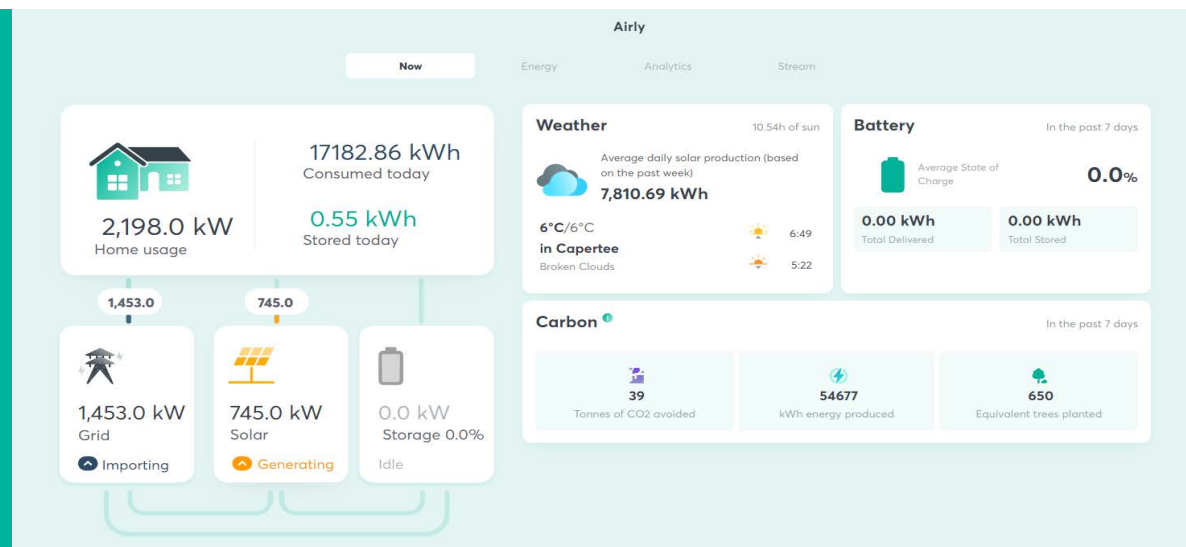 Airly
Now
Energy
Analytics
Stream
17182.86 kWh
Consumed today
2,198.0 kW
Home usage
0.55 kWh
Stored today
1,453.0
745.0
1,453.0 kW
Grid
Importing
745.0 kW
Solar
Generating
0.0 kW
Storage 0.0%
Idle
Weather
10.54h of sun
Average daily solar production (based
on the past week)
7,810.69 kWh
6°C/6°C
in Capertee
Broken Clouds
6:49
5:22
Battery
In the past 7 days
Average State of
Charge
0.0%
0.00 kWh
Total Delivered
0.00 kWh
Total Stored
Carbon
In the past 7 days
39
Tonnes of CO2 avoided
54677
kWh energy produced
650
Equivalent trees planted